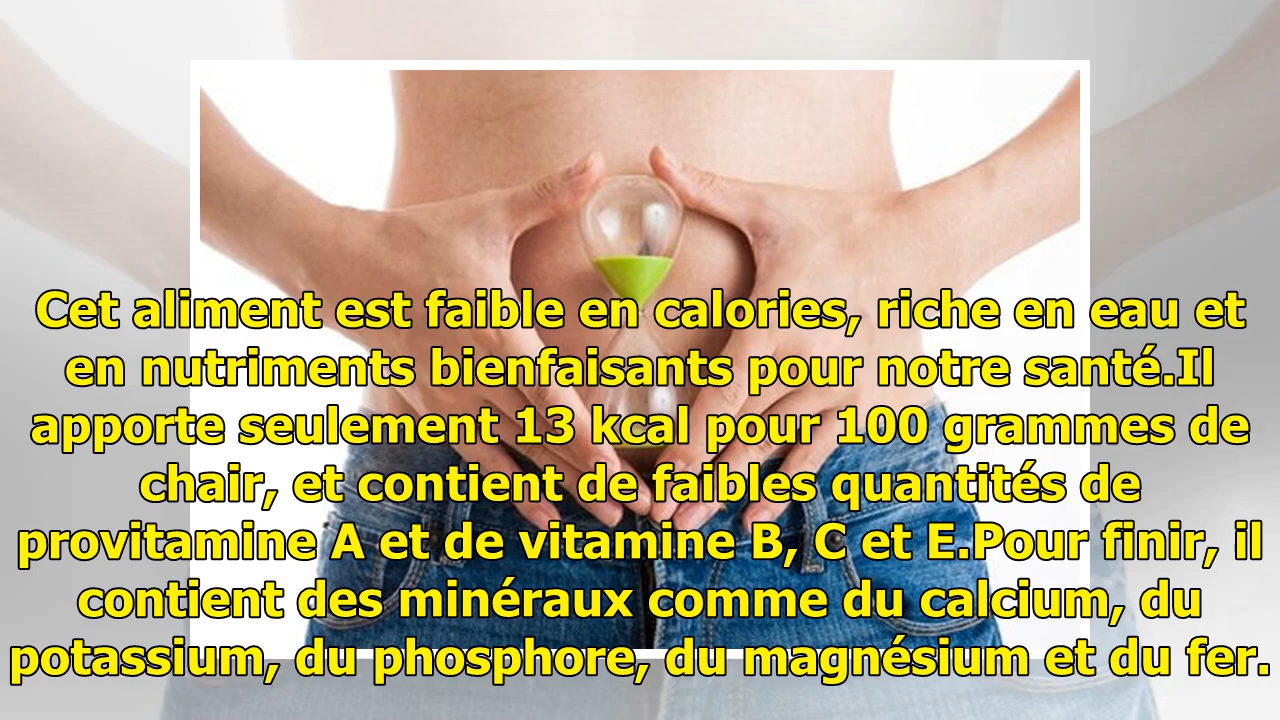 Cet aliment est faible en calories, riche en eau et
en nutriments bienfaisants pour notre santé.Il
apporte seulement 13 kcal pour 100 grammes de
chair, et contient de faibles quantités de
provitamine A et de vitamine B, C et E.Pour finir, il
contient des minéraux comme du calcium, du
potassium, du phosphore, du magnésium et du fer.